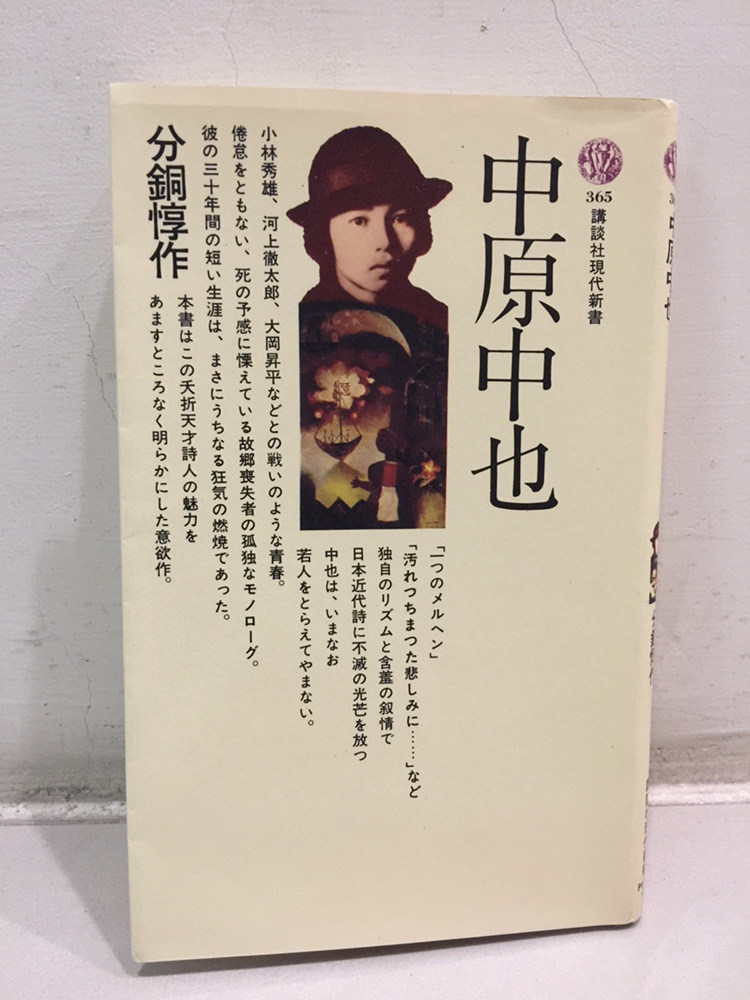 365
講談社現代新書
中原中也
「一つのメルヘン」
「汚れつちまつた悲しみに……」など
独自のリズムと含羞の叙情で
日本近代詩に不滅の光芒を放つ
中也は、いまなお
若人をとらえてやまない。
小林秀雄、河上徹太郎、大岡昇平などとの戦いのような青春。
倦怠をともない、死の予感に慄えている故郷喪失者の孤独なモノローグ。
彼の三十年間の短い生涯は、まさにうちなる狂気の燃焼であった。
本書はこの夭折天才詩人の魅力を
あますところなく明らかにした意欲作。
分銅惇作
中原中也